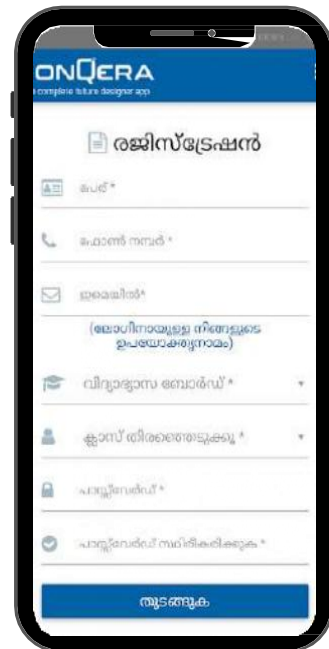 ONQERA
complete future designer app
രജിസ്ട്രേഷൻ
പേര് *
ഫോൺ നമ്പർ *
ഇമെയിൽ*
(ലോഗിനായുള്ള നിങ്ങളുടെ
ഉപയോക്തൃനാമം)
വിദ്യാഭ്യാസ ബോർഡ് *
ക്ലാസ് തിരഞ്ഞെടുക്കൂ *
പാസ്സ്‌വേർഡ് *
പാസ്സ്‌വേർഡ് സ്ഥിരീകരിക്കുക *
തുടങ്ങുക